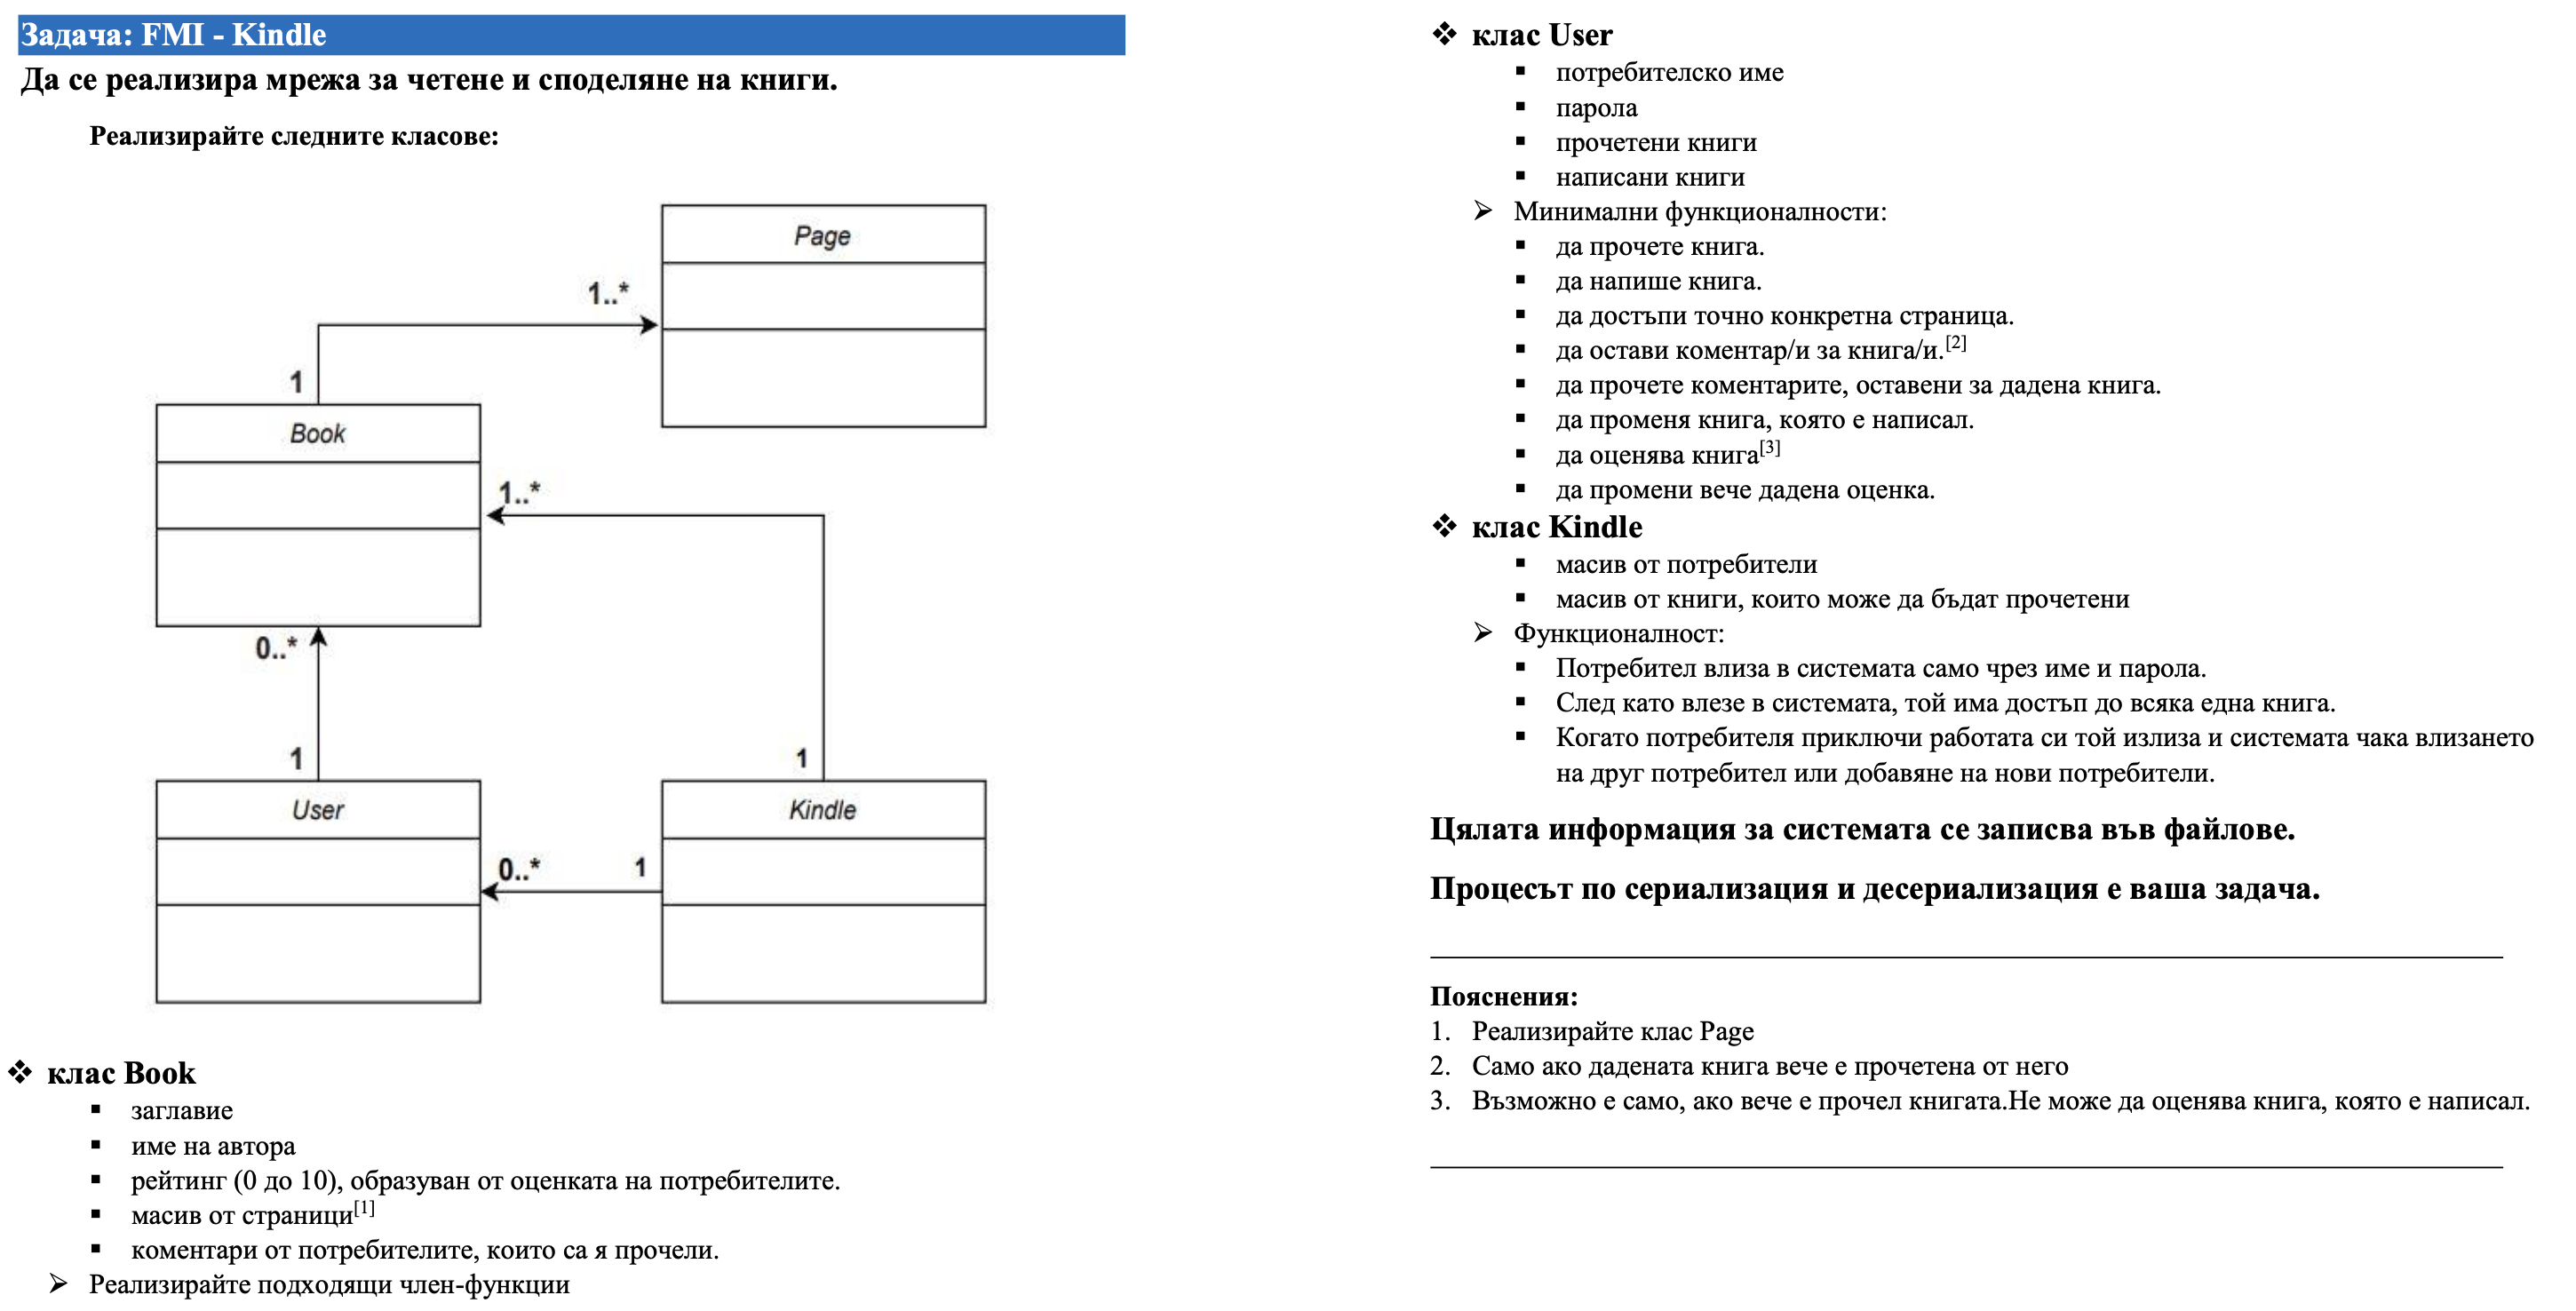 Задача: FMI - Kindle
Да се реализира мрежа за четене и споделяне на книги.
Реализирайте следните класове:
Page
1..*
1
Book
1..*
0..*
1
1
User
Kindle
0..*
1
❖ клас Book
▪ заглавие
▪ име на автора
▪ рейтинг (0 до 10), образуван от оценката на потребителите.
▪ масив от страници[1]
▪ коментари от потребителите, които са я прочели.
➢ Реализирайте подходящи член-функции
❖ клас User
▪ потребителско име
▪ парола
▪ прочетени книги
▪ написани книги
➢ Минимални функционалности:
▪ да прочете книга.
▪ да напише книга.
▪ да достъпи точно конкретна страница.
▪ да остави коментар/и за книга/и.[2]
▪ да прочете коментарите, оставени за дадена книга.
▪ да променя книга, която е написал.
▪ да оценява книга[3]
▪ да промени вече дадена оценка.
❖ клас Kindle
▪ масив от потребители
▪ масив от книги, които може да бъдат прочетени
➢ Функционалност:
▪ Потребител влиза в системата само чрез име и парола.
▪ След като влезе в системата, той има достъп до всяка една книга.
▪ Когато потребителя приключи работата си той излиза и системата чака влизането
на друг потребител или добавяне на нови потребители.
Цялата информация за системата се записва във файлове.
Процесът по сериализация и десериализация е ваша задача.
Пояснения:
1. Реализирайте клас Page
2. Само ако дадената книга вече е прочетена от него
3. Възможно е само, ако вече е прочел книгата.Не може да оценява книга, която е написал.